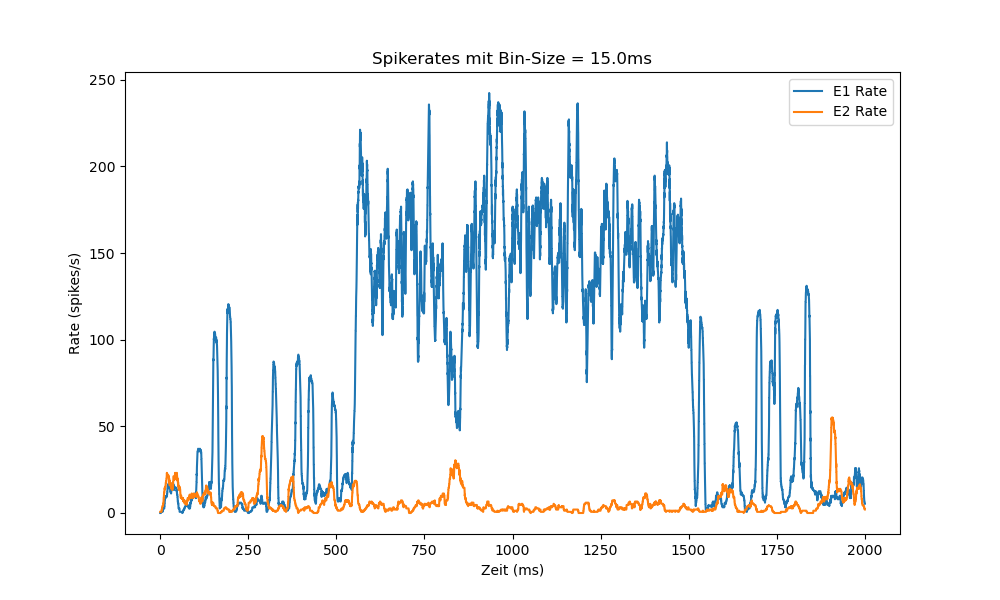 Spikerates mit Bin-Size = 15.0ms
E1 Rate
E2 Rate
250
200
150
100
50
0
Rate (spikes/s)
0 250 500 750 1000 1250 1500 1750 2000
Zeit (ms)